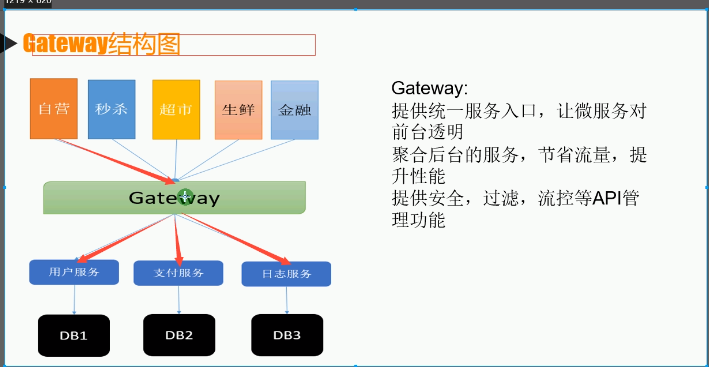 Gateway结构图
自营
秒杀
超市
生鲜
金融
Gateway
用户服务
支付服务
日志服务
DB1
DB2
DB3
Gateway:
提供统一服务入口，让微服务对
前台透明
聚合后台的服务，节省流量，提
升性能
提供安全，过滤，流控等API管
理功能